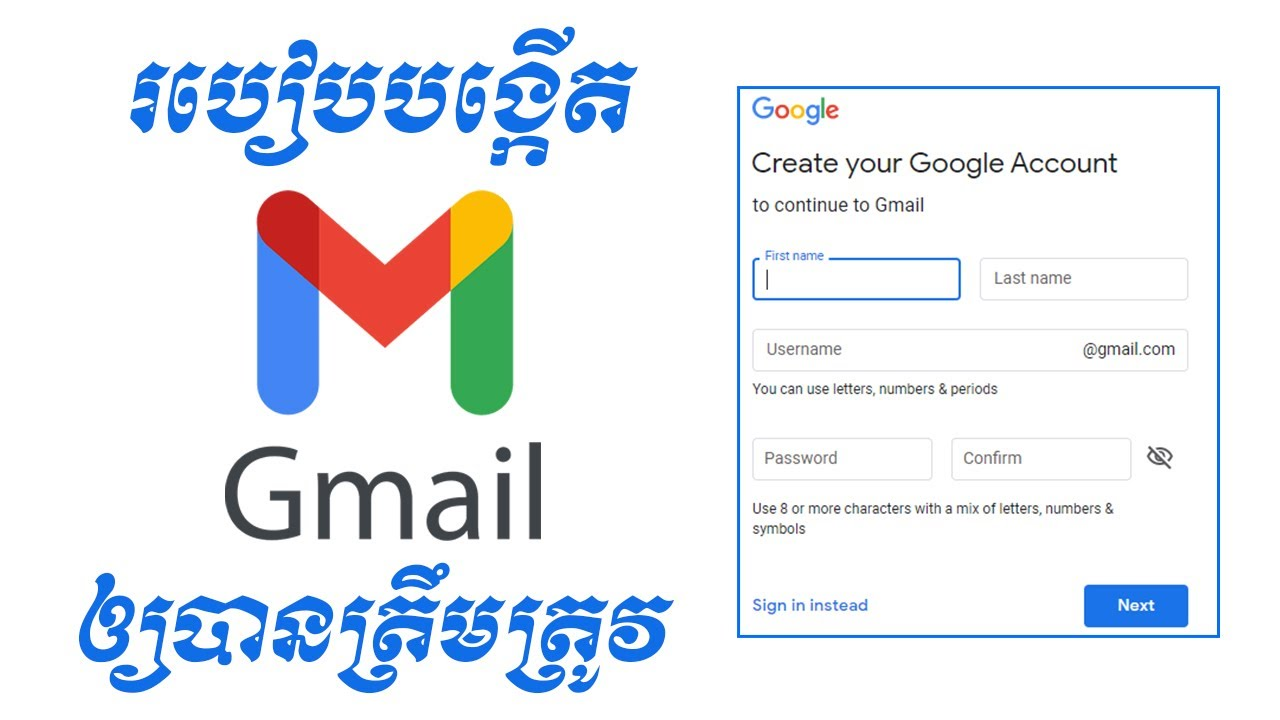 របៀបបង្កើត
Gmail
ឲ្យបានត្រឹមត្រូវ
Google
Create your Google Account
to continue to Gmail
First name
Last name
Username @gmail.com
You can use letters, numbers & periods
Password
Confirm
Use 8 or more characters with a mix of letters, numbers &
symbols
Sign in instead
Next